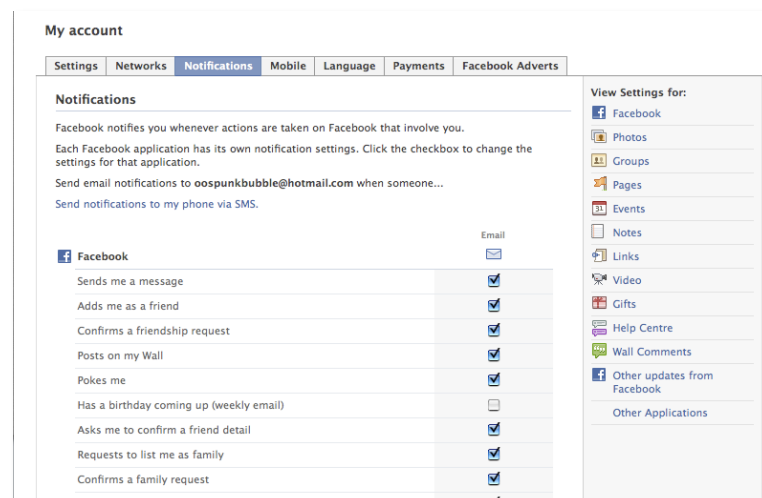 My account
Settings Networks Notifications Mobile Language Payments Facebook Adverts
Notifications
Facebook notifies you whenever actions are taken on Facebook that involve you.
Each Facebook application has its own notification settings. Click the checkbox to change the
settings for that application.
Send email notifications to oospunkbubble@hotmail.com when someone...
Send notifications to my phone via SMS.
Email
Facebook
Sends me a message
Adds me as a friend
Confirms a friendship request
Posts on my Wall
Pokes me
Has a birthday coming up (weekly email)
Asks me to confirm a friend detail
Requests to list me as family
Confirms a family request
View Settings for:
Facebook
Photos
Groups
Pages
31
Events
Notes
Links
Video
Gifts
Help Centre
Wall Comments
Other updates from
Facebook
Other Applications